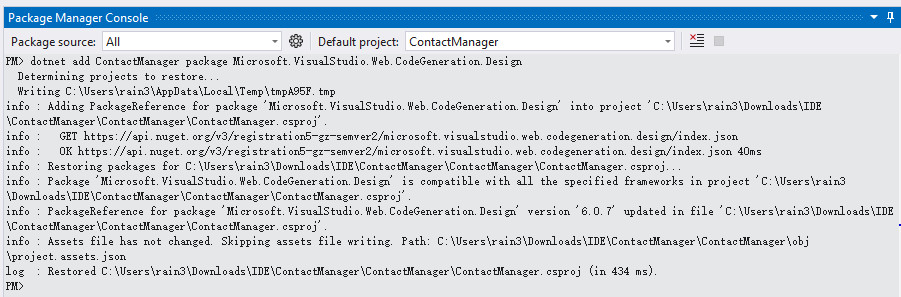 Package Manager Console
Package source: All Default project: ContactManager
PM> dotnet add ContactManager package Microsoft.VisualStudio.Web.CodeGeneration.Design
  Determining projects to restore...
  Writing C:\Users\rain3\AppData\Local\Temp\tmpA95F.tmp
info : Adding PackageReference for package 'Microsoft.VisualStudio.Web.CodeGeneration.Design' into project 'C:\Users\rain3\Downloads\IDE
\ContactManager\ContactManager\ContactManager.csproj'.
info :   GET https://api.nuget.org/v3/registration5-gz-semver2/microsoft.visualstudio.web.codegeneration.design/index.json
info :   OK https://api.nuget.org/v3/registration5-gz-semver2/microsoft.visualstudio.web.codegeneration.design/index.json 40ms
info : Restoring packages for C:\Users\rain3\Downloads\IDE\ContactManager\ContactManager\ContactManager.csproj...
info : Package 'Microsoft.VisualStudio.Web.CodeGeneration.Design' is compatible with all the specified frameworks in project 'C:\Users\rain3
\Downloads\IDE\ContactManager\ContactManager\ContactManager.csproj'.
info : PackageReference for package 'Microsoft.VisualStudio.Web.CodeGeneration.Design' version '6.0.7' updated in file 'C:\Users\rain3\Downloads\IDE
\ContactManager\ContactManager\ContactManager.csproj'.
info : Assets file has not changed. Skipping assets file writing. Path: C:\Users\rain3\Downloads\IDE\ContactManager\ContactManager\obj
\project.assets.json
log  : Restored C:\Users\rain3\Downloads\IDE\ContactManager\ContactManager\ContactManager.csproj (in 434 ms).
PM>